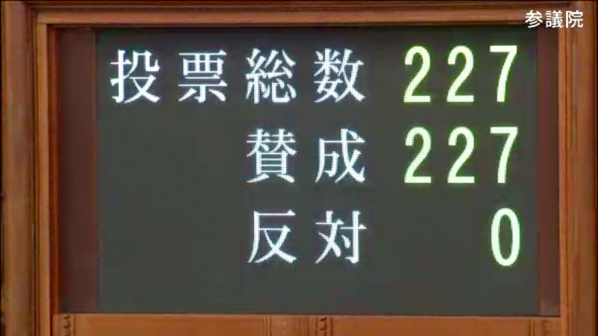 参議院
投票総数 227
賛成 227
反対 0